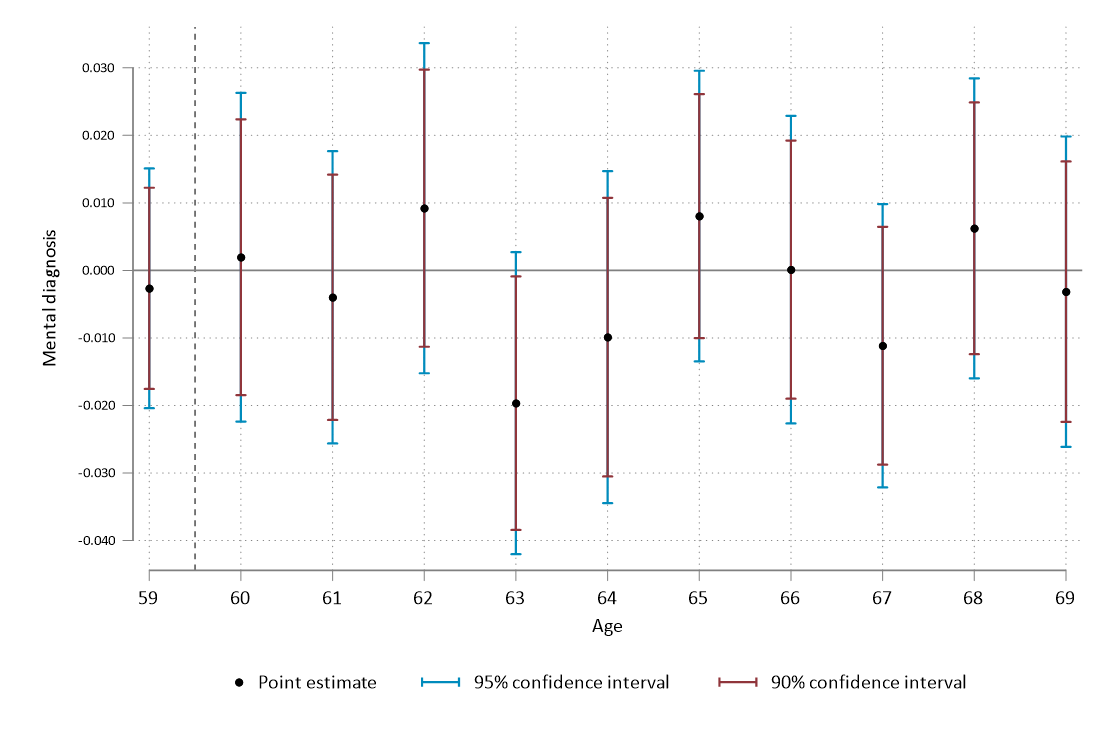 Mental diagnosis
0.030
0.020
0.010
0.000
-0.010
-0.020
-0.030
-0.040
59 60 61 62 63 64 65 66 67 68 69
Age
Point estimate 95% confidence interval 90% confidence interval